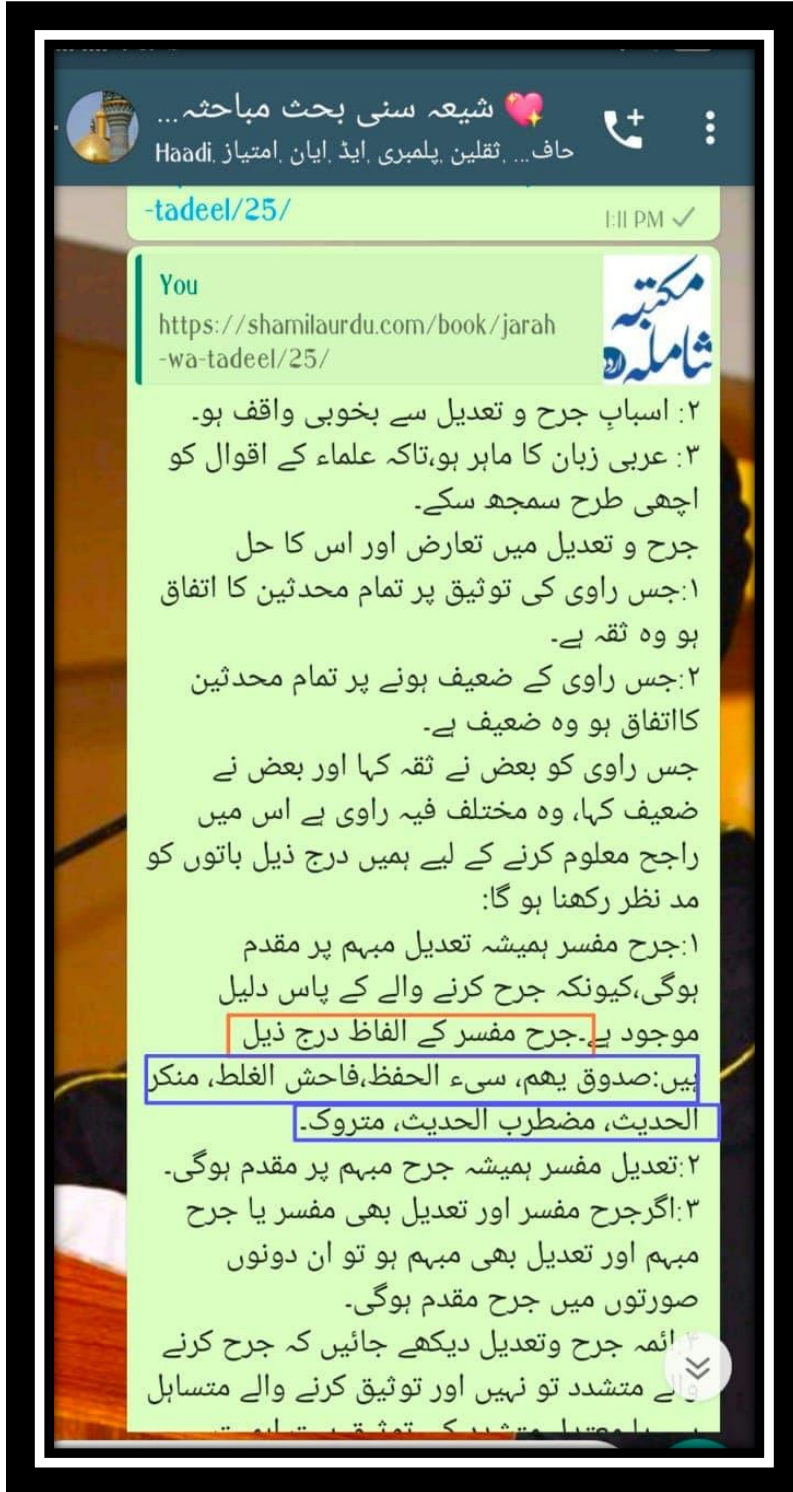 💖 شیعہ سنی بحث مباحثہ...
حاف... ,ثقلین ,پلمبری ,ایڈ ,ایان ,امتیاز ,Haadi
-tadeel/25/
1:11 PM
You
https://shamilaurdu.com/book/jarah
-wa-tadeel/25/
مکتبہ
شاملہ
اردو
۲: اسبابِ جرح و تعدیل سے بخوبی واقف ہو۔
۳: عربی زبان کا ماہر ہو،تاکہ علماء کے اقوال کو
اچھی طرح سمجھ سکے۔
جرح و تعدیل میں تعارض اور اس کا حل
۱:جس راوی کی توثیق پر تمام محدثین کا اتفاق
ہو وہ ثقہ ہے۔
۲:جس راوی کے ضعیف ہونے پر تمام محدثین
کااتفاق ہو وہ ضعیف ہے۔
جس راوی کو بعض نے ثقہ کہا اور بعض نے
ضعیف کہا، وہ مختلف فیہ راوی ہے اس میں
راجح معلوم کرنے کے لیے ہمیں درج ذیل باتوں کو
مد نظر رکھنا ہو گا:
۱:جرح مفسر ہمیشہ تعدیل مبہم پر مقدم
ہوگی،کیونکہ جرح کرنے والے کے پاس دلیل
موجود ہے۔جرح مفسر کے الفاظ درج ذیل
ہیں:صدوق یھم، سیء الحفظ،فاحش الغلط، منکر
الحدیث، مضطرب الحدیث، متروک۔
۲:تعدیل مفسر ہمیشہ جرح مبہم پر مقدم ہوگی۔
۳:اگرجرح مفسر اور تعدیل بھی مفسر یا جرح
مبہم اور تعدیل بھی مبہم ہو تو ان دونوں
صورتوں میں جرح مقدم ہوگی۔
ائمہ جرح وتعدیل دیکھے جائیں کہ جرح کرنے
والے متشدد تو نہیں اور توثیق کرنے والے متساہل